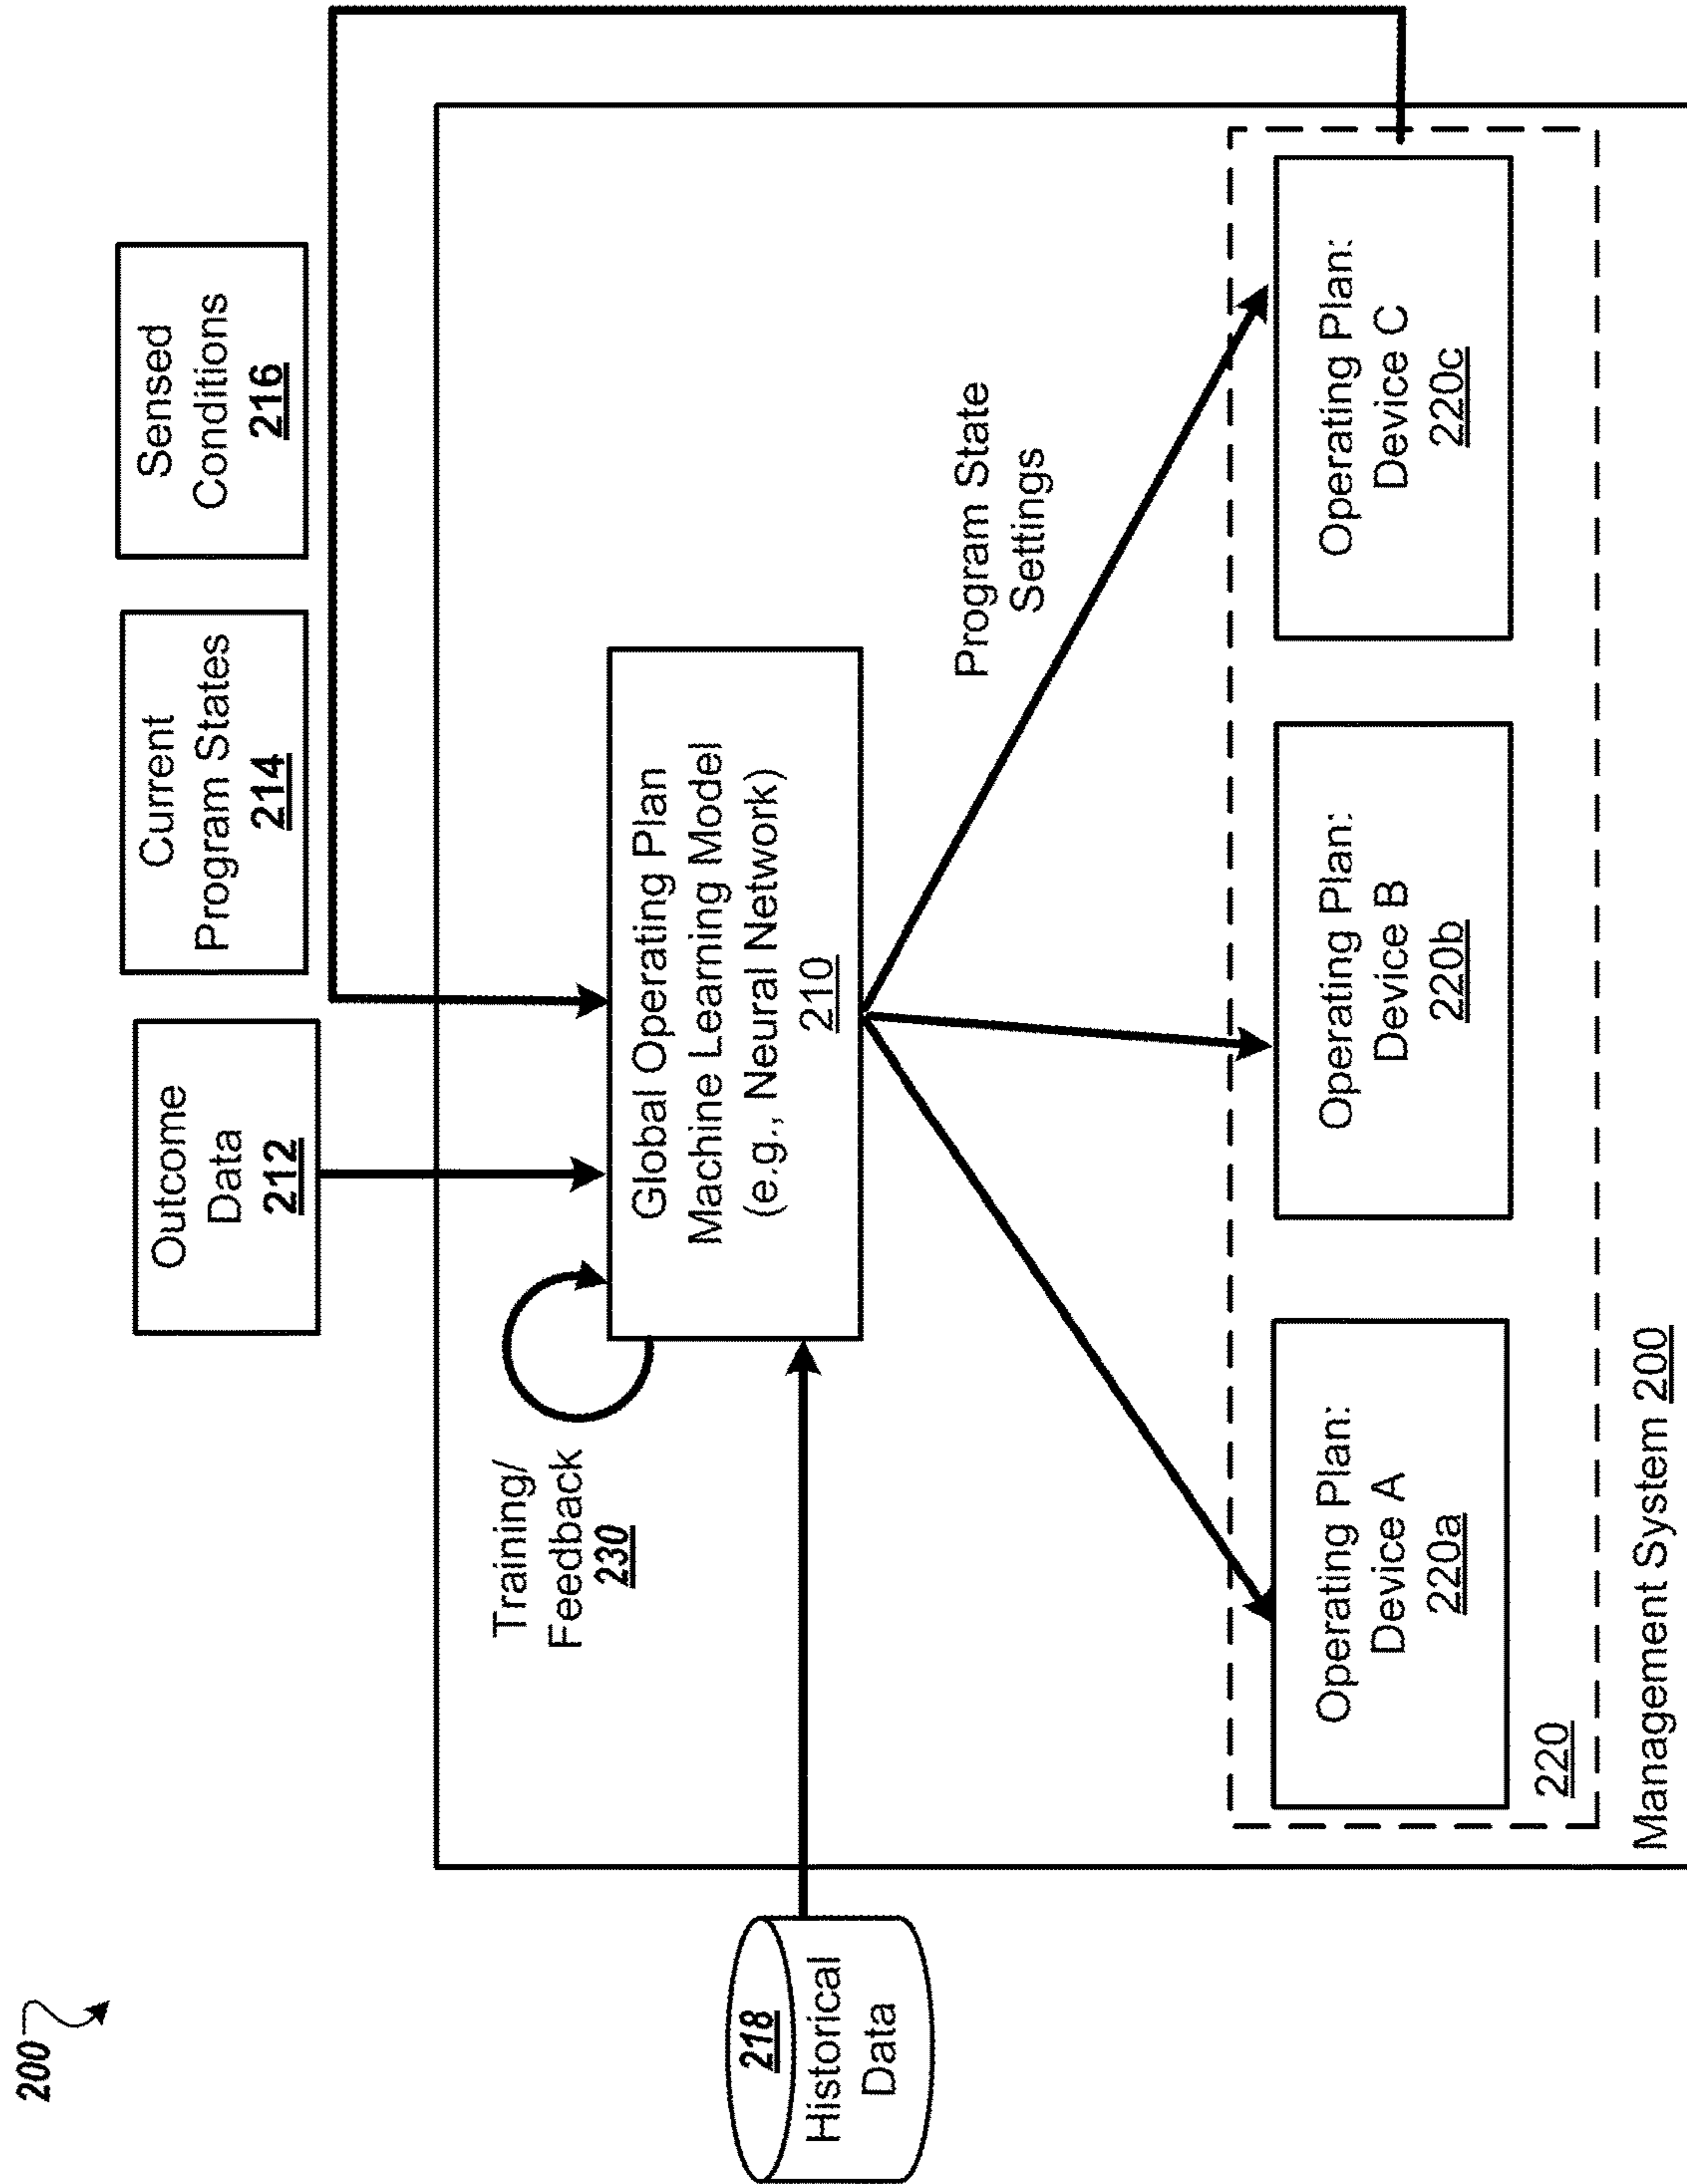 200
Outcome
Data
212
Current
Program States
214
Sensed
Conditions
216
Training/
Feedback
230
218
Historical
Data
Global Operating Plan
Machine Learning Model
(e.g., Neural Network)
210
Program State
Settings
Operating Plan:
Device A
220a
Operating Plan:
Device B
220b
Operating Plan:
Device C
220c
220
Management System 200